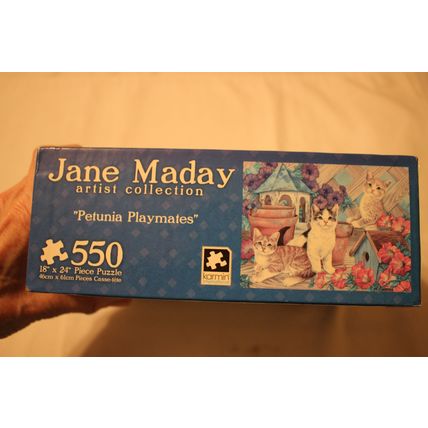 Jane Maday
artist collection
"Petunia Playmates"
550
18" x 24" Piece Puzzle
46cm x 61cm Pieces Casse-tête
karmin